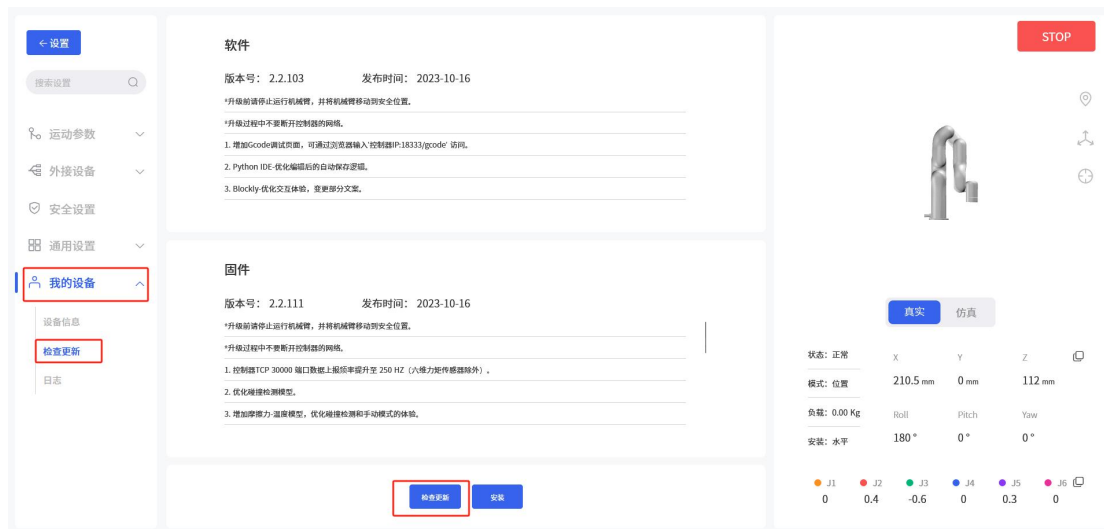 ← 设置
搜索设置
运动参数
外接设备
安全设置
通用设置
我的设备
设备信息
检查更新
日志
软件
版本号： 2.2.103 发布时间： 2023-10-16
*升级前请停止运行机械臂，并将机械臂移动到安全位置。
*升级过程中不要断开控制器的网络。
1. 增加Gcode调试页面，可通过浏览器输入‘控制器IP:18333/gcode’ 访问。
2. Python IDE-优化编辑后的自动保存逻辑。
3. Blockly-优化交互体验，变更部分文案。
固件
版本号： 2.2.111 发布时间： 2023-10-16
*升级前请停止运行机械臂，并将机械臂移动到安全位置。
*升级过程中不要断开控制器的网络。
1. 控制器TCP 30000 端口数据上报频率提升至 250 HZ（六维力矩传感器除外）。
2. 优化碰撞检测模型。
3. 增加摩擦力-温度模型，优化碰撞检测和手动模式的体验。
检查更新 安装
STOP
真实 仿真
状态： 正常 X Y Z
模式： 位置 210.5 mm 0 mm 112 mm
负载： 0.00 Kg Roll Pitch Yaw
安装： 水平 180 ° 0 ° 0 °
J1 J2 J3 J4 J5 J6
0 0.4 -0.6 0 0.3 0